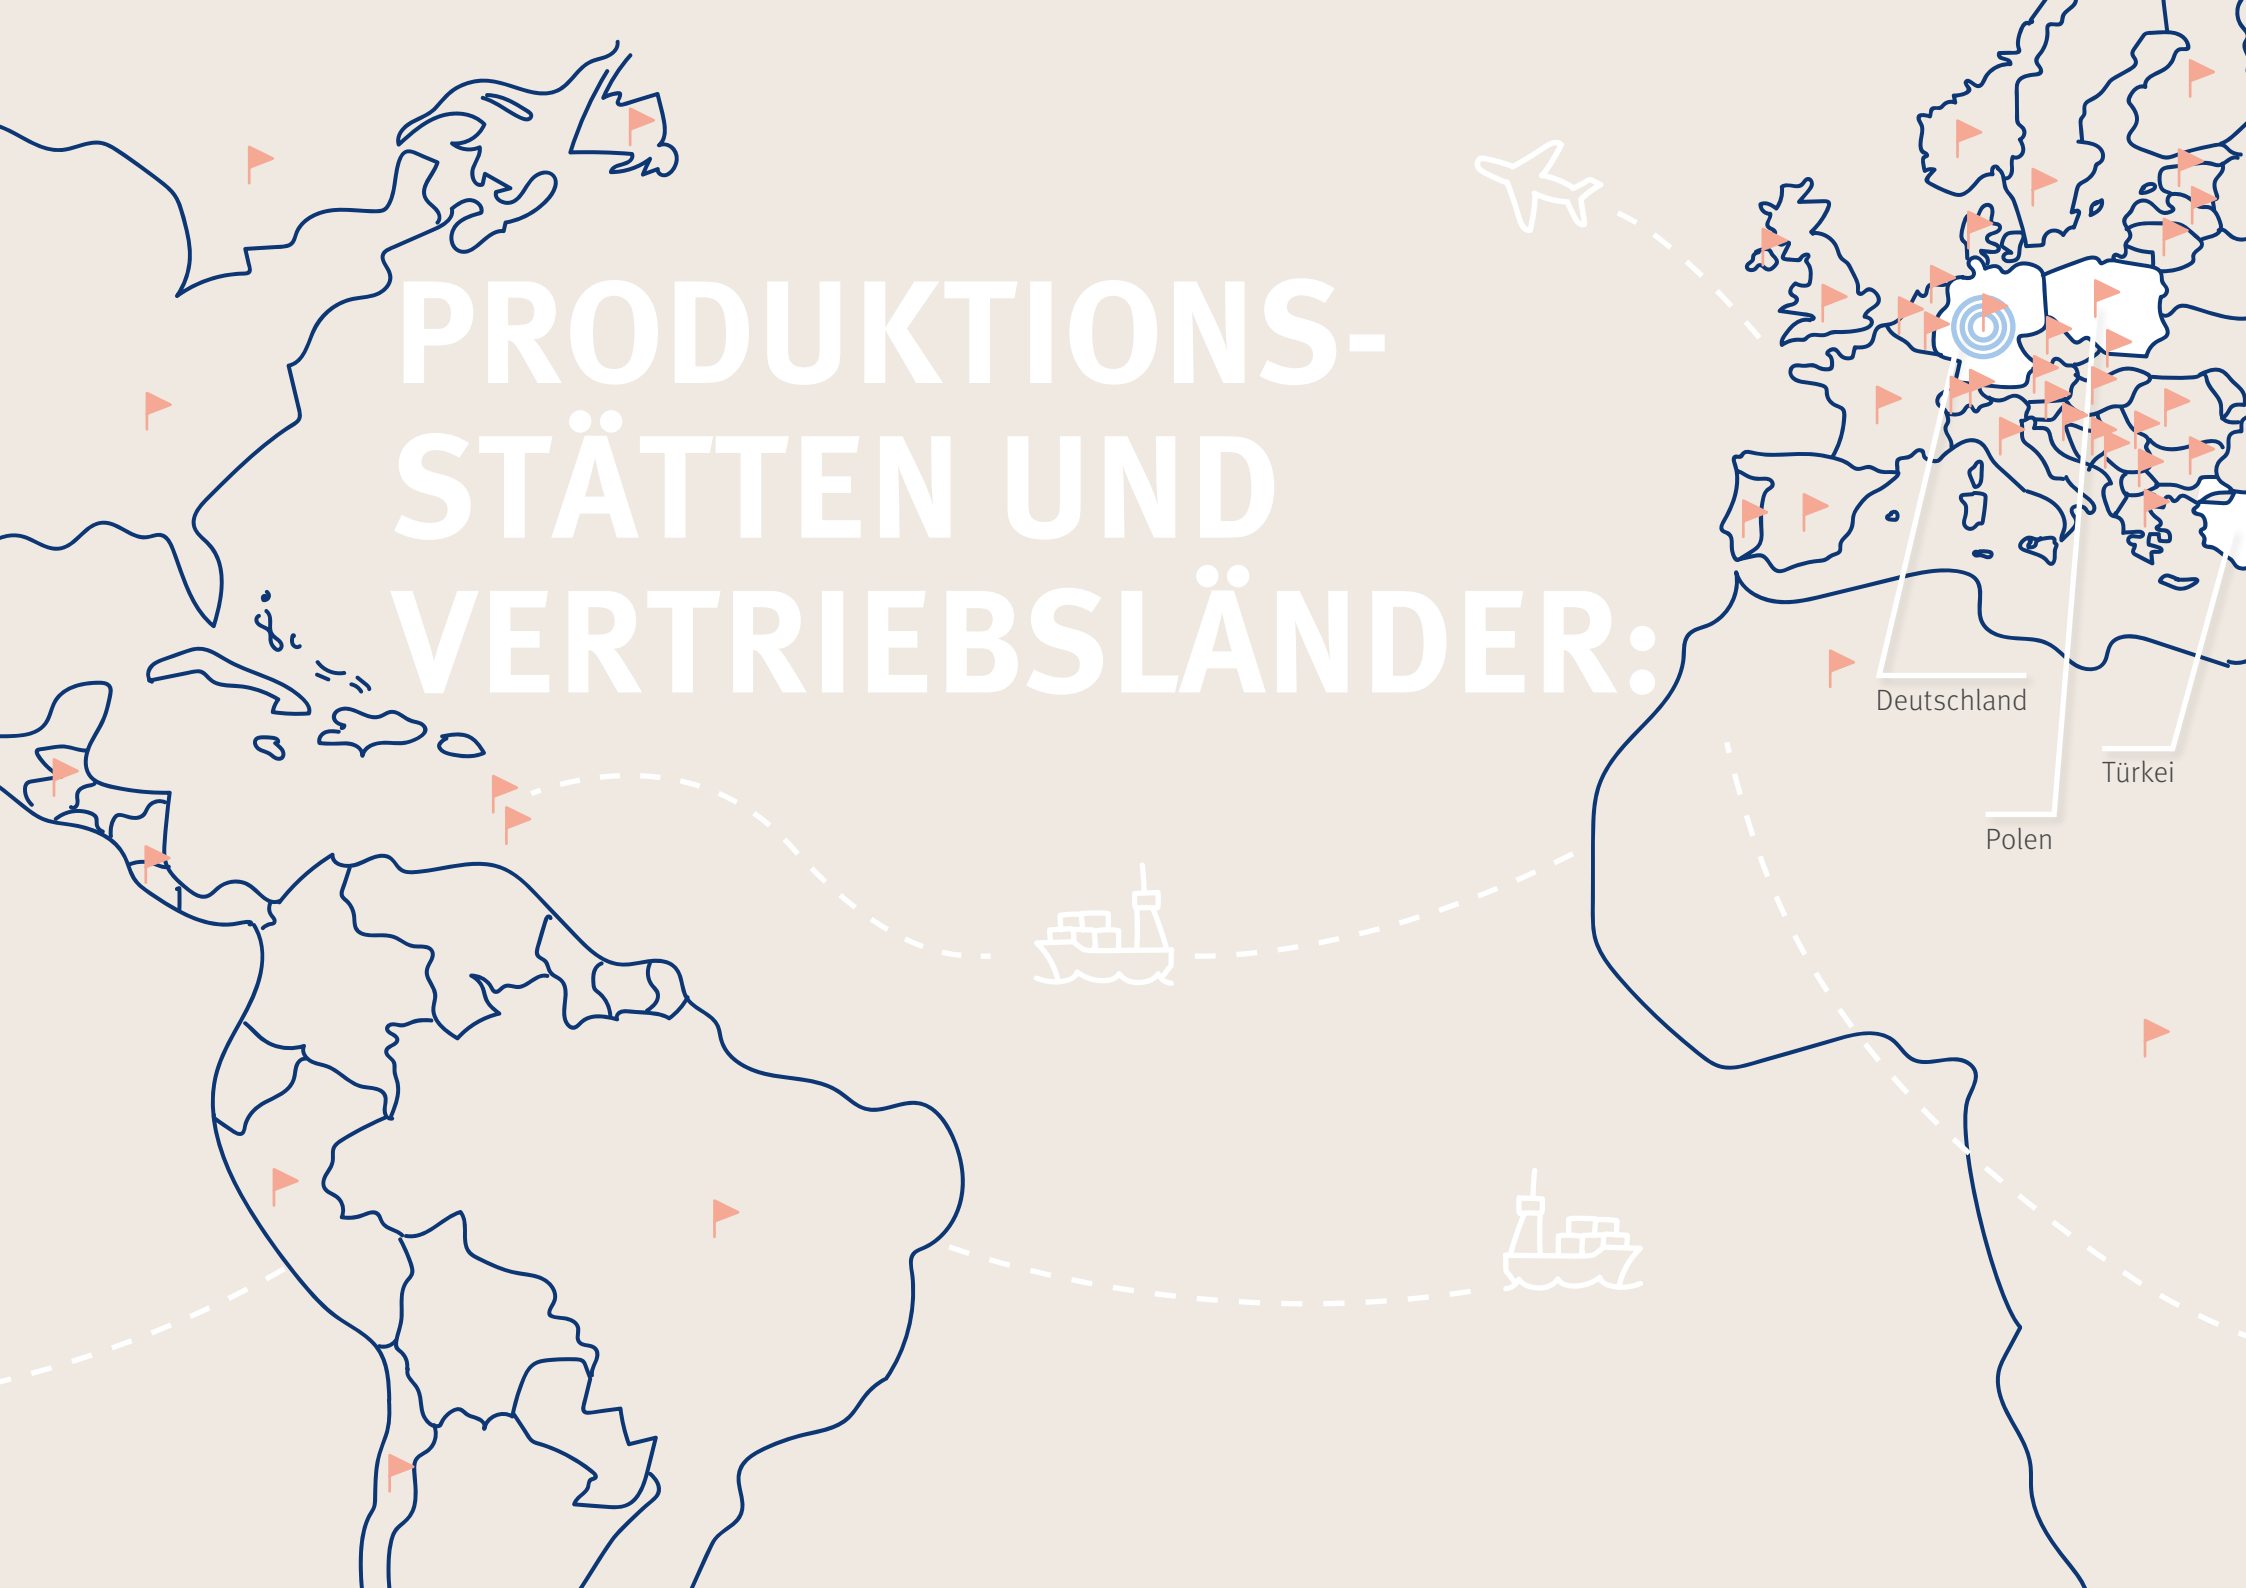 PRODUKTIONS-
STÄTTEN UND
VERTRIEBSLÄNDER:
Deutschland
Türkei
Polen